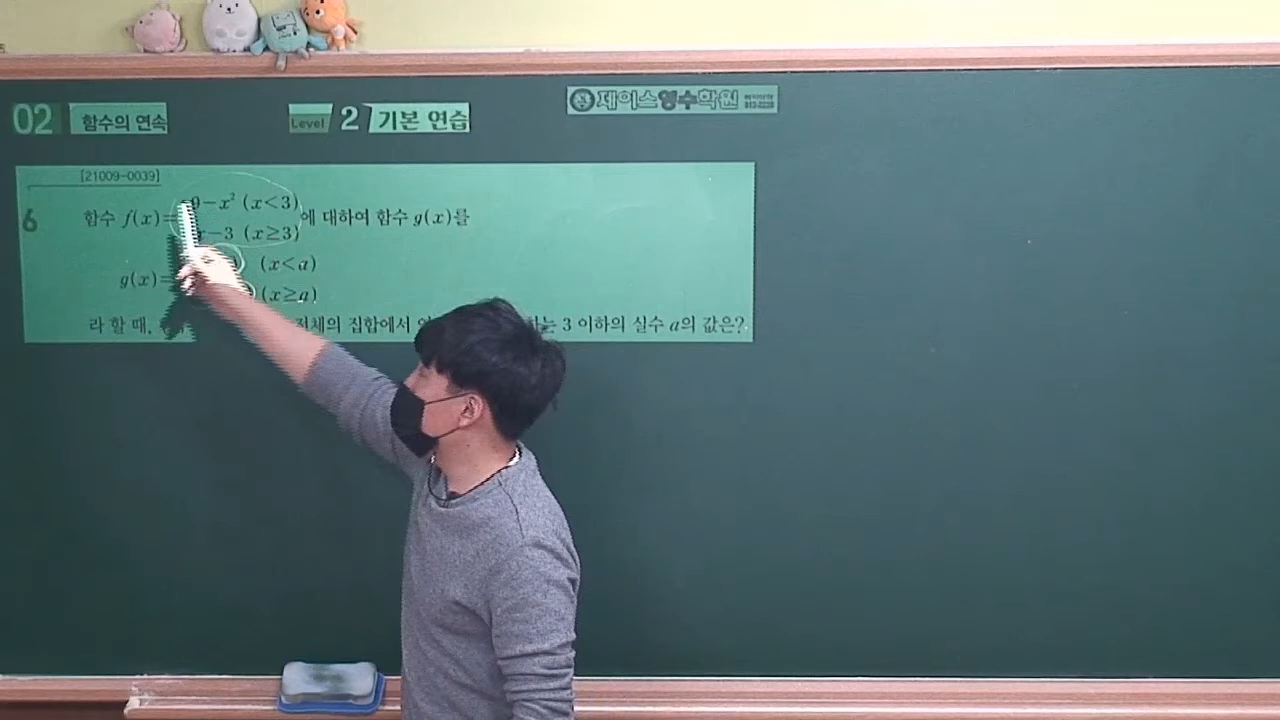 02 함수의 연속 Level 2 기본 연습 제이스영수학원
[21009-0039]
6 함수 f(x)= 9-x² (x<3)
x-3 (x≥3) 에 대하여 함수 g(x)를
g(x)= (x<a)
(x≥a)
라 할 때, 전체의 집합에서 3 이하의 실수 a의 값은?